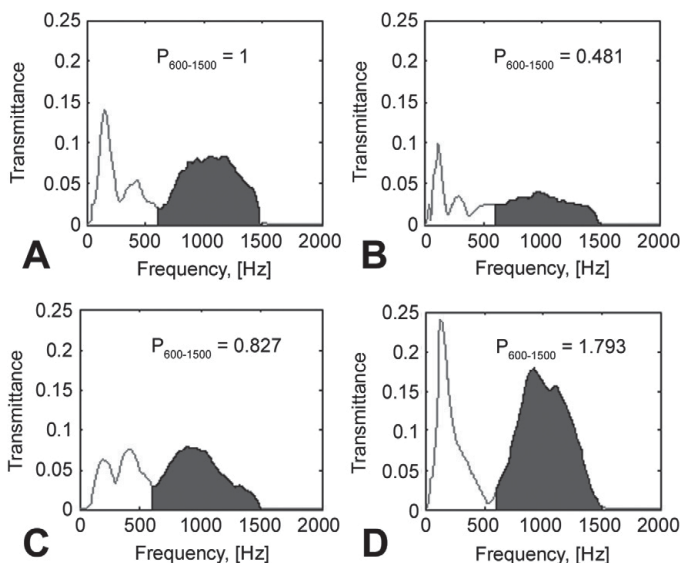 0.25
P600-1500 = 1
0.2
0.15
0.1
0.05
0
Transmittance
0 500 1000 1500 2000
Frequency, [Hz]
A
0.25
P600-1500 = 0.481
0.2
0.15
0.1
0.05
0
Transmittance
0 500 1000 1500 2000
Frequency, [Hz]
B
0.25
P600-1500 = 0.827
0.2
0.15
0.1
0.05
0
Transmittance
0 500 1000 1500 2000
Frequency, [Hz]
C
0.25
P600-1500 = 1.793
0.2
0.15
0.1
0.05
0
Transmittance
0 500 1000 1500 2000
Frequency, [Hz]
D